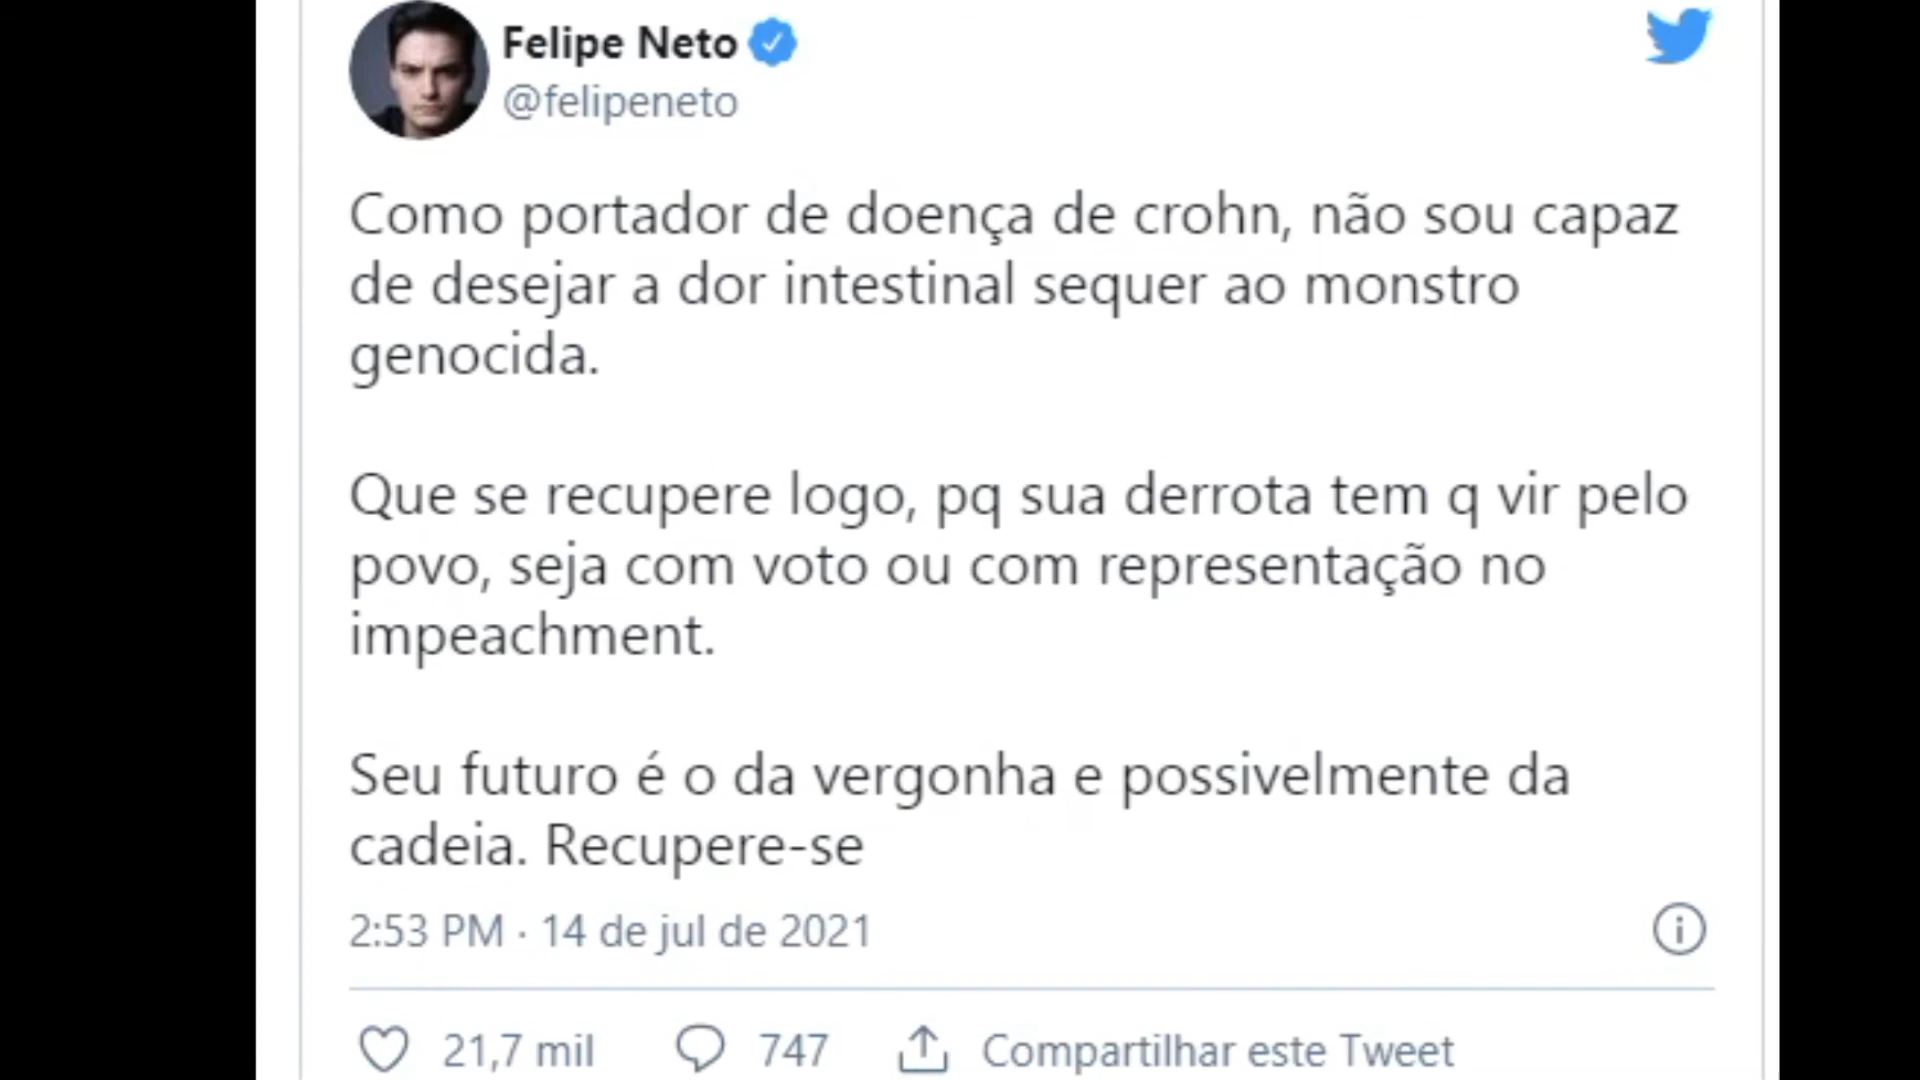 Felipe Neto
@felipeneto
Como portador de doença de crohn, não sou capaz
de desejar a dor intestinal sequer ao monstro
genocida.
Que se recupere logo, pq sua derrota tem q vir pelo
povo, seja com voto ou com representação no
impeachment.
Seu futuro é o da vergonha e possivelmente da
cadeia. Recupere-se
2:53 PM · 14 de jul de 2021
21,7 mil 747 Compartilhar este Tweet